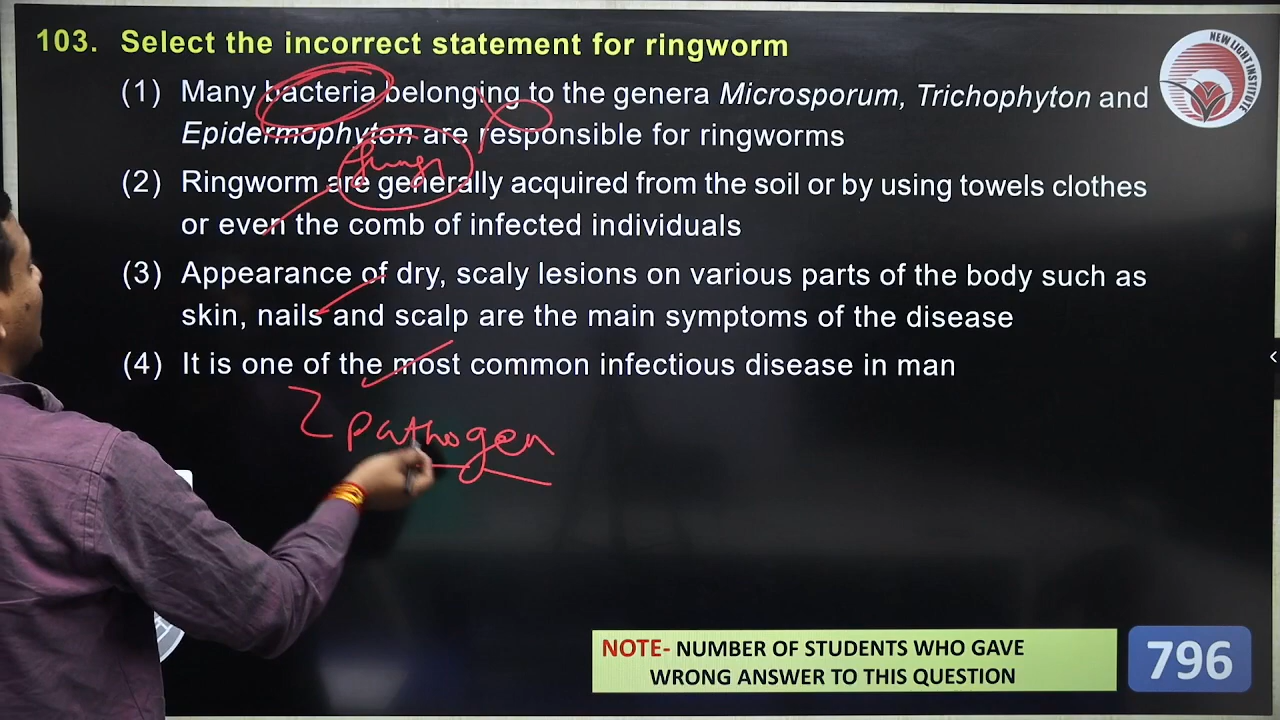 103. Select the incorrect statement for ringworm
(1) Many bacteria belonging to the genera Microsporum, Trichophyton and
Epidermophyton are responsible for ringworms
fungi
(2) Ringworm are generally acquired from the soil or by using towels clothes
or even the comb of infected individuals
(3) Appearance of dry, scaly lesions on various parts of the body such as
skin, nails and scalp are the main symptoms of the disease
(4) It is one of the most common infectious disease in man
pathogen
NOTE- NUMBER OF STUDENTS WHO GAVE
WRONG ANSWER TO THIS QUESTION
796
NEW LIGHT INSTITUTE